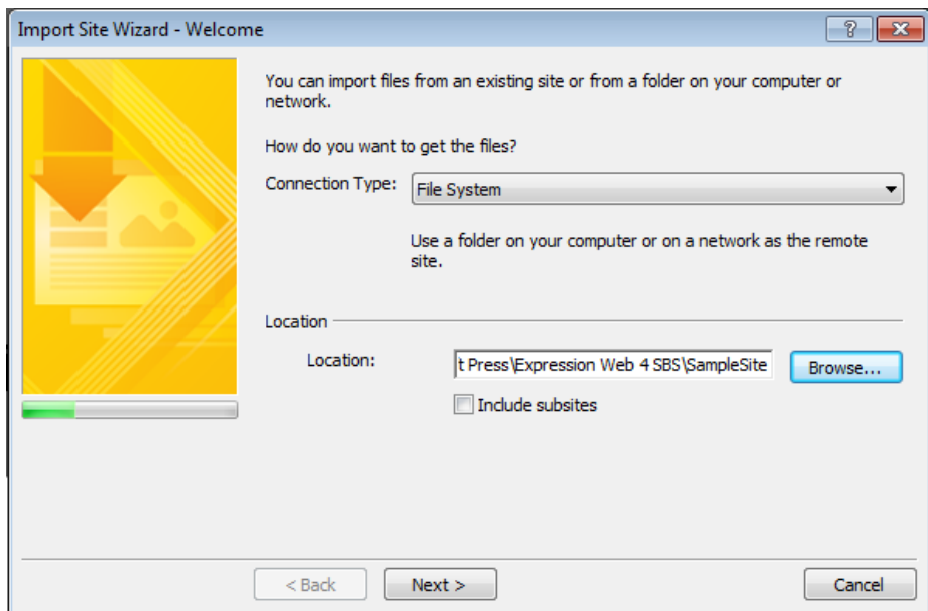 Import Site Wizard - Welcome
You can import files from an existing site or from a folder on your computer or
network.
How do you want to get the files?
Connection Type: File System
Use a folder on your computer or on a network as the remote
site.
Location
Location: t Press\Expression Web 4 SBS\SampleSite Browse...
Include subsites
< Back Next > Cancel